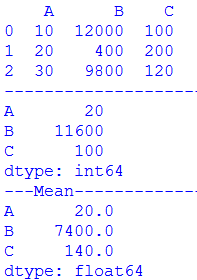 A      B    C
0  10  12000  100
1  20    400  200
2  30   9800  120
--------------------
A       20
B    11600
C      100
dtype: int64
---Mean-------------
A      20.0
B    7400.0
C     140.0
dtype: float64